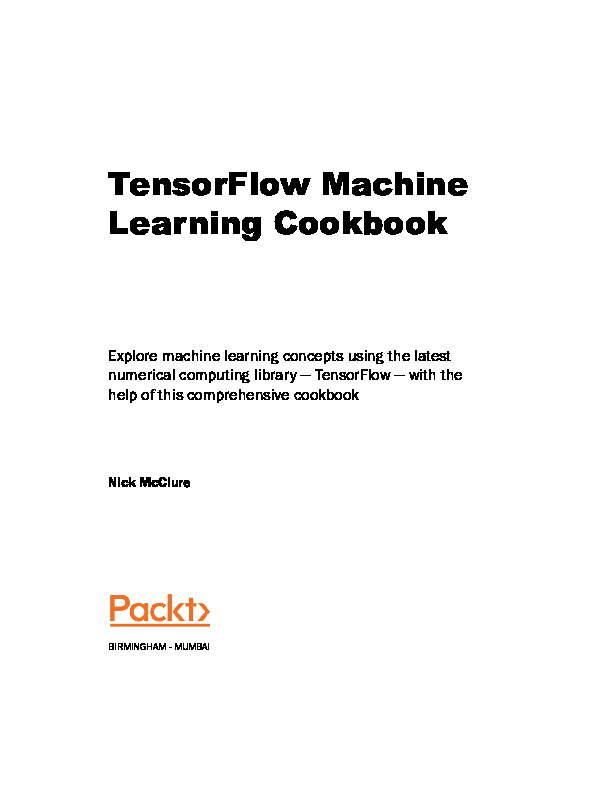 TensorFlow Machine
Learning Cookbook
Explore machine learning concepts using the latest
numerical computing library — TensorFlow — with the
help of this comprehensive cookbook
Nick McClure
Packt
BIRMINGHAM - MUMBAI